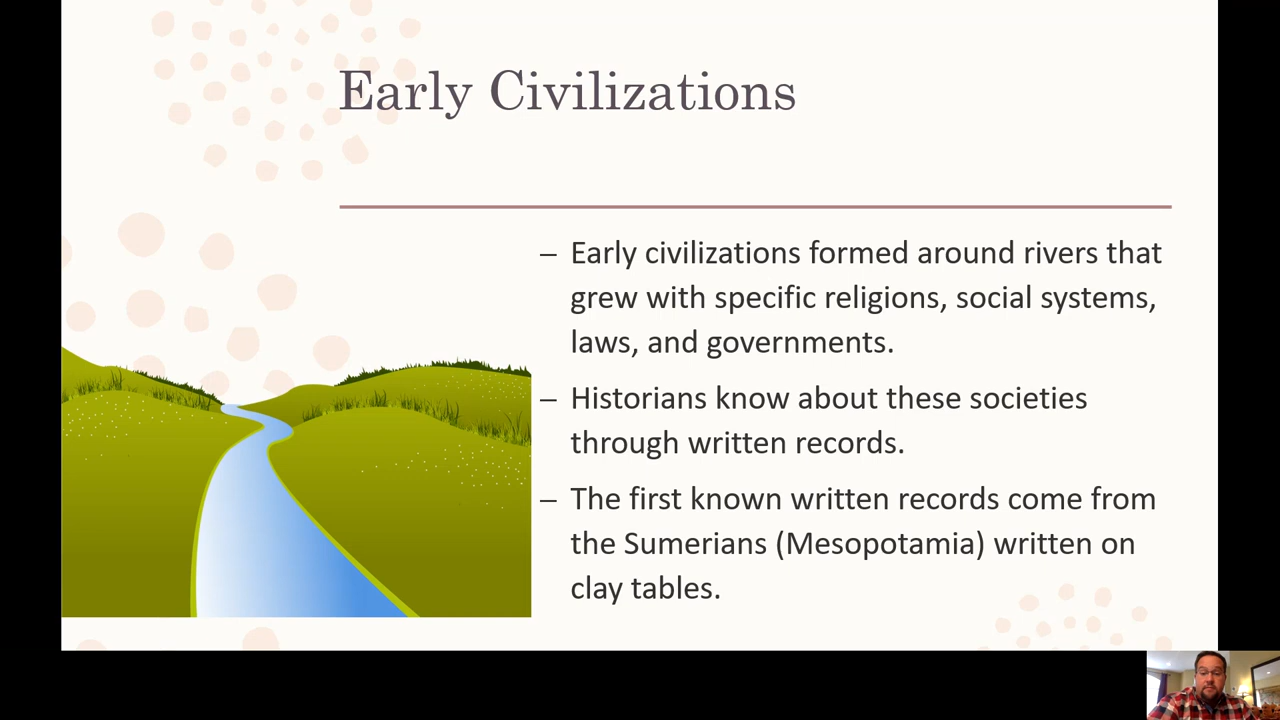 Early Civilizations
– Early civilizations formed around rivers that
grew with specific religions, social systems,
laws, and governments.
– Historians know about these societies
through written records.
– The first known written records come from
the Sumerians (Mesopotamia) written on
clay tables.